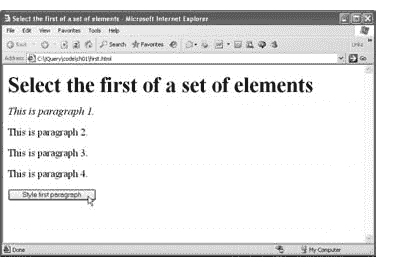 Select the first of a set of elements - Microsoft Internet Explorer
File Edit View Favorites Tools Help
Back Search Favorites
Address C:\jQuery\code\ch01\first.html Go Links
Select the first of a set of elements
This is paragraph 1.
This is paragraph 2.
This is paragraph 3.
This is paragraph 4.
Style first paragraph
Done My Computer